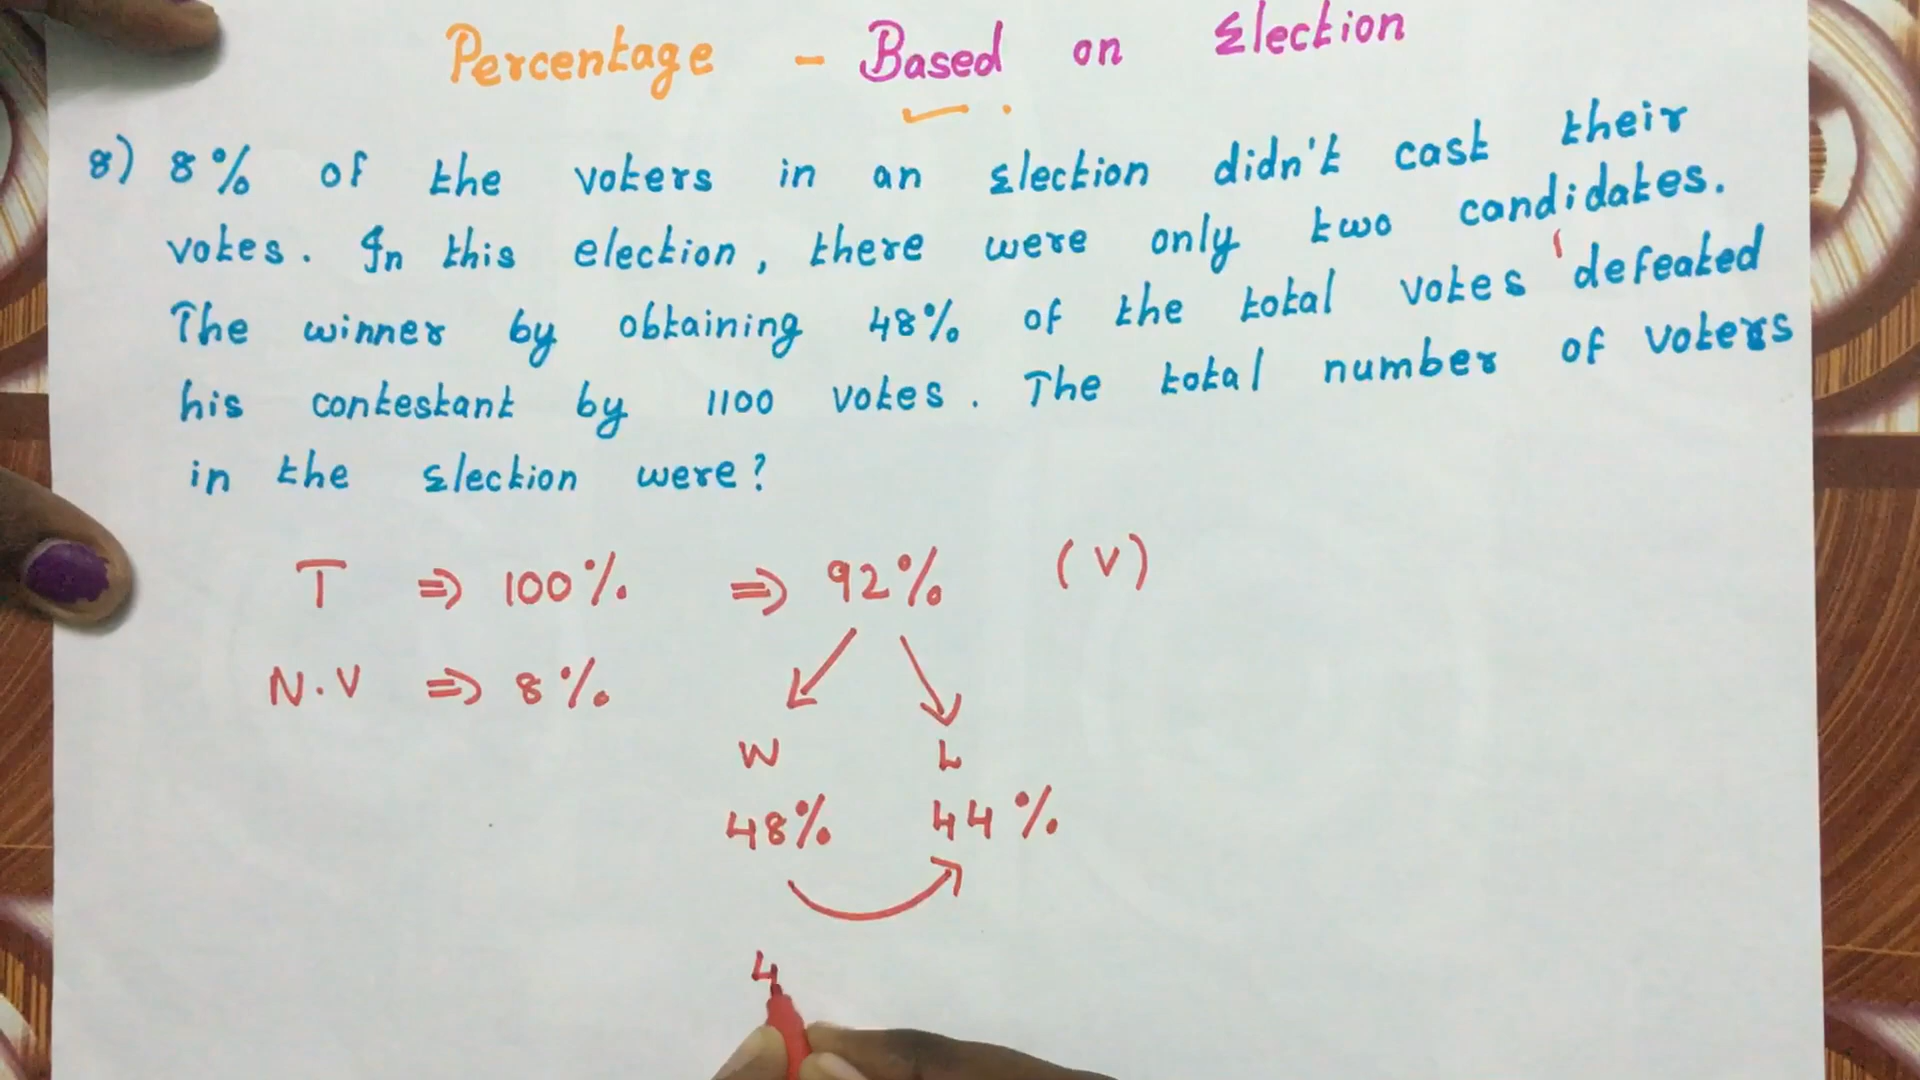 Percentage - Based on Election
8) 8% of the voters in an Election didn't cast their
votes. In this election, there were only two candidates.
The winner by obtaining 48% of the total votes defeated
his contestant by 1100 votes. The total number of voters
in the Election were?
T ⇒ 100% ⇒ 92% (V)
N.V ⇒ 8%
W L
48% 44%
4